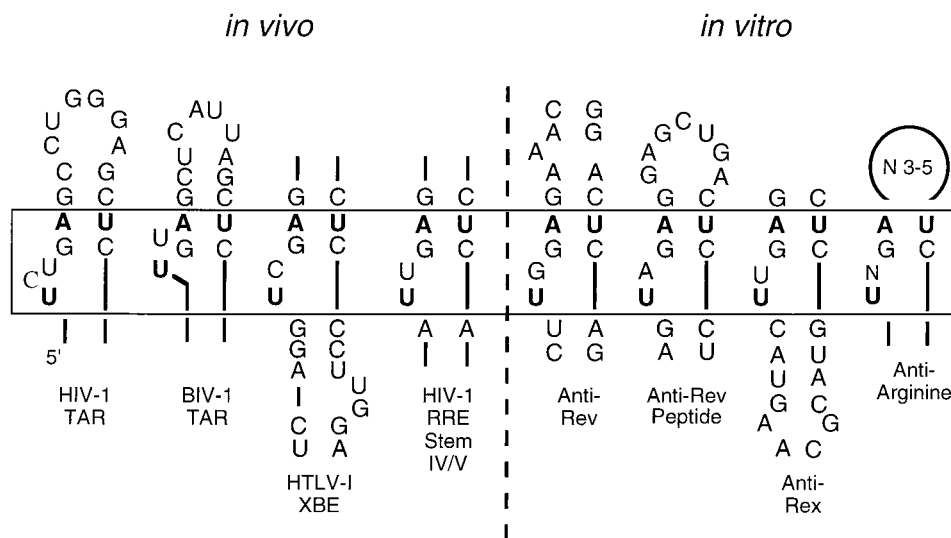 in vivo
in vitro
G G
U G A U C G
C A C U G C U G A G
C G U U A G A G A A
G C C A G A A C A A
G C G C G C G C G C G C G C
A U A U A U A U A U A U A U A U
G C G C G C G C G C G C G C G C
U U C U G A U N
C U U U U U U U U
5'
G C A A U A G C C G
G C C G A U A U
A U U U A
C U G G A G C G
U A A A C
HIV-1
TAR
BIV-1
TAR
HTLV-I
XBE
HIV-1
RRE
Stem
IV/V
Anti-
Rev
Anti-Rev
Peptide
Anti-
Rex
N 3-5
Anti-
Arginine